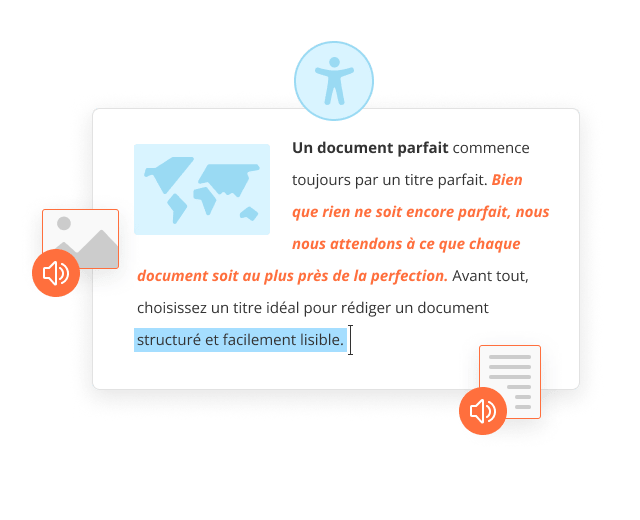 Un document parfait commence
toujours par un titre parfait. Bien
que rien ne soit encore parfait, nous
nous attendons à ce que chaque
document soit au plus près de la perfection. Avant tout,
choisissez un titre idéal pour rédiger un document
structuré et facilement lisible.